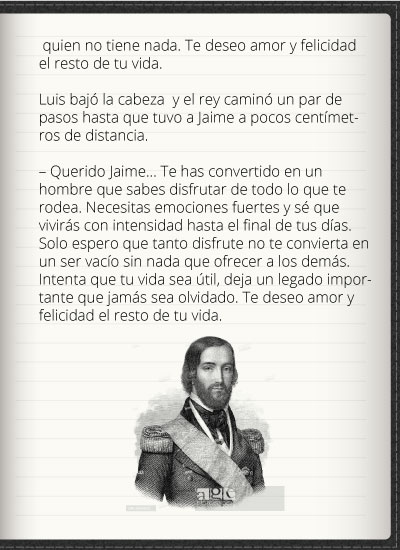 quien no tiene nada. Te deseo amor y felicidad
el resto de tu vida.
Luis bajó la cabeza y el rey caminó un par de
pasos hasta que tuvo a Jaime a pocos centímet-
ros de distancia.
– Querido Jaime... Te has convertido en un
hombre que sabes disfrutar de todo lo que te
rodea. Necesitas emociones fuertes y sé que
vivirás con intensidad hasta el final de tus días.
Solo espero que tanto disfrute no te convierta en
un ser vacío sin nada que ofrecer a los demás.
Intenta que tu vida sea útil, deja un legado impor-
tante que jamás sea olvidado. Te deseo amor y
felicidad el resto de tu vida.